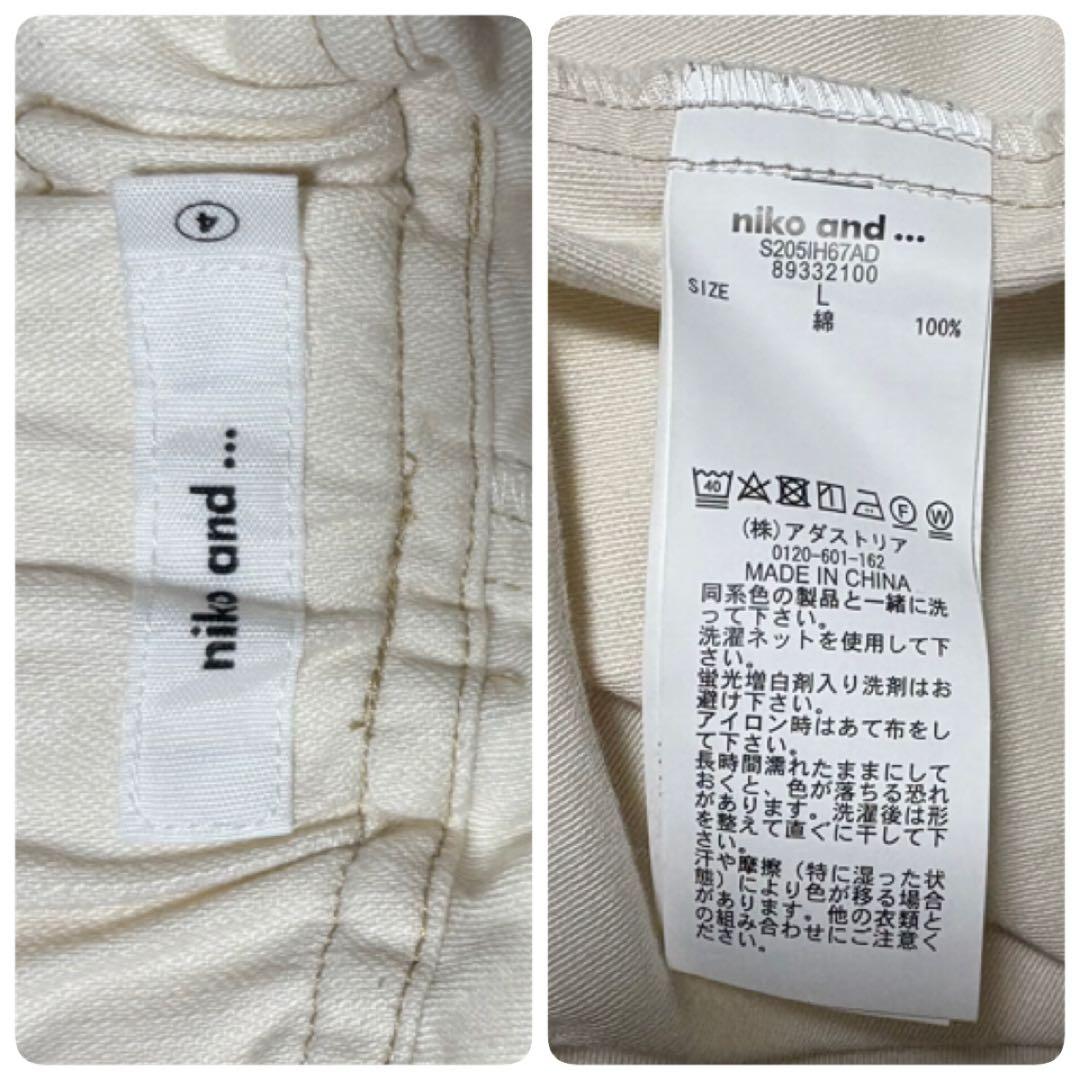 4
niko and ...
niko and ...
S205IH67AD
89332100
SIZE L
綿 100%
40 F W
(株)アダストリア
0120-601-162
MADE IN CHINA
同系色の製品と一緒に洗
って下さい。
洗濯ネットを使用して下
さい。
蛍光増白剤入り洗剤はお
避け下さい。
アイロン時はあて布をし
て下さい。
長時間濡れたままにして
おくと、色が落ちる恐れ
があります。洗濯後は形
を整えて直ぐに干して下
さい。
汗や摩擦（特に湿った状
態）により色が移る場合
があります。他の衣類と
の組み合わせにご注意く
ださい。